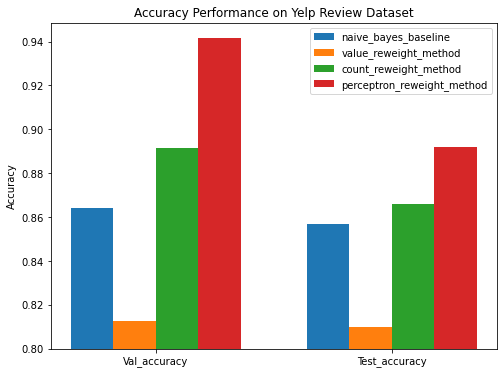 Accuracy Performance on Yelp Review Dataset
naive_bayes_baseline
value_reweight_method
count_reweight_method
perceptron_reweight_method
Accuracy
0.94
0.92
0.90
0.88
0.86
0.84
0.82
0.80
Val_accuracy
Test_accuracy